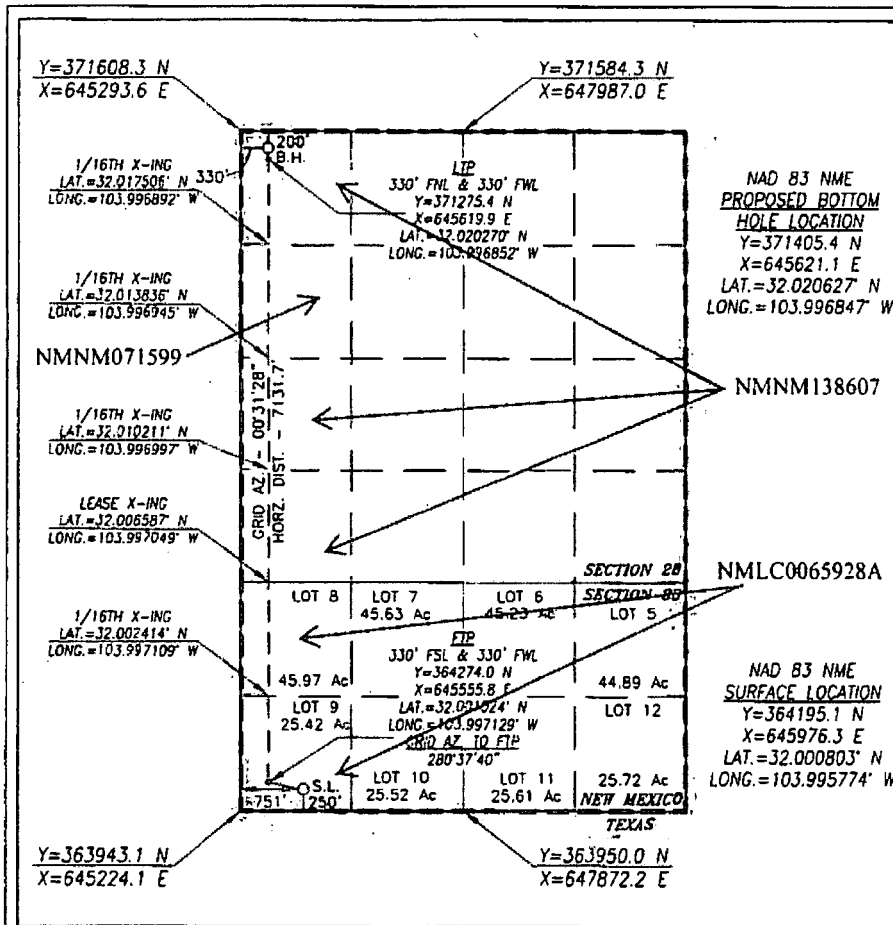 Y=371608.3 N
X=645293.6 E
Y=371584.3 N
X=647987.0 E
200'
B.H.
330'
1/16TH X-ING
LAT.=32.017506° N
LONG.=103.996892° W
LTP
330' FNL & 330' FWL
Y=371275.4 N
X=645619.9 E
LAT.=32.020270° N
LONG.=103.996852° W
NAD 83 NME
PROPOSED BOTTOM
HOLE LOCATION
Y=371405.4 N
X=645621.1 E
LAT.=32.020627° N
LONG.=103.996847° W
1/16TH X-ING
LAT.=32.013836° N
LONG.=103.996945° W
NMNM071599
NMNM138607
GRID AZ. - 00°31'28"
HORZ. DIST. - 7131.7'
1/16TH X-ING
LAT.=32.010211° N
LONG.=103.996997° W
LEASE X-ING
LAT.=32.006587° N
LONG.=103.997049° W
SECTION 28
SECTION
NMLC0065928A
LOT 8
LOT 7
45.63 Ac
LOT 6
45.23 Ac
LOT 5
1/16TH X-ING
LAT.=32.002414° N
LONG.=103.997109° W
FTP
330' FSL & 330' FWL
Y=364274.0 N
X=645555.8 E
LONG.=103.997129° W
GRID AZ. TO FTP
280°37'40"
45.97 Ac
44.89 Ac
LOT 9
25.42 Ac
LOT 12
25.72 Ac
LOT 10
25.52 Ac
LOT 11
25.61 Ac
NEW MEXICO
TEXAS
S.L.
751'
250'
NAD 83 NME
SURFACE LOCATION
Y=364195.1 N
X=645976.3 E
LAT.=32.000803° N
LONG.=103.995774° W
Y=363943.1 N
X=645224.1 E
Y=363950.0 N
X=647872.2 E